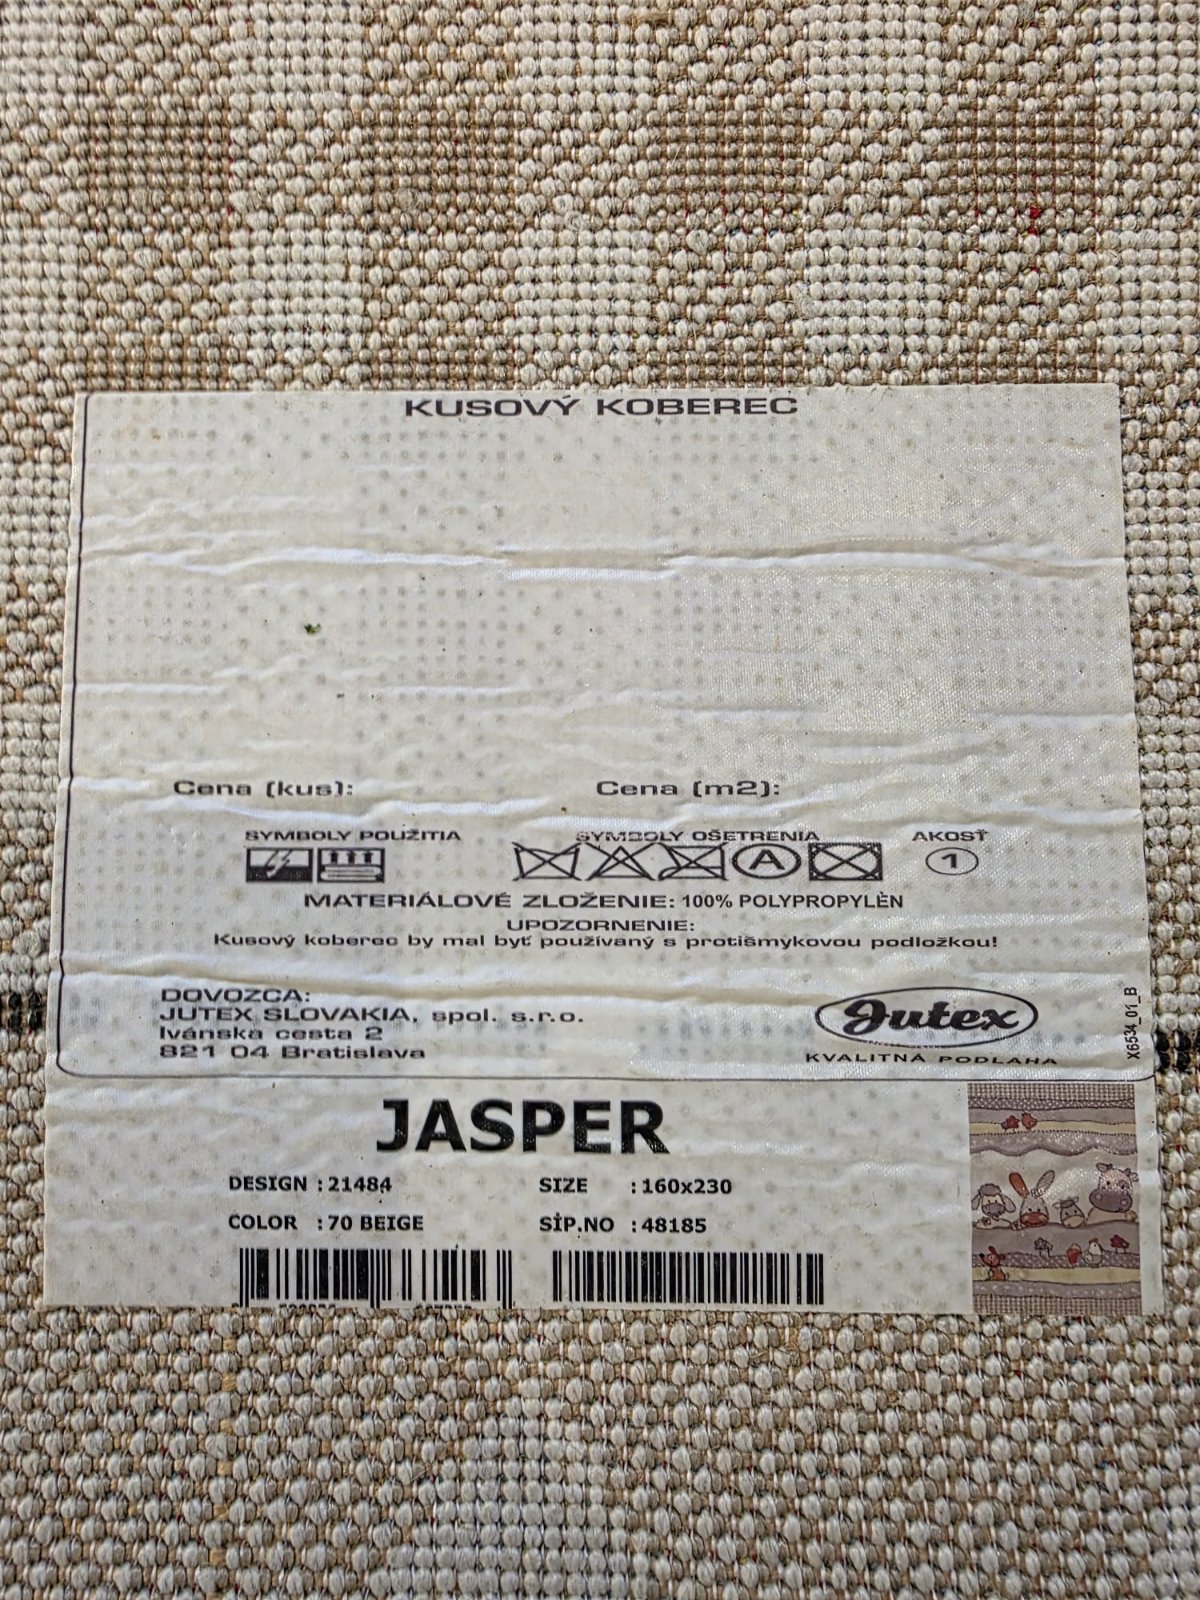 KUSOVÝ KOBEREC
Cena (kus): Cena (m2):
SYMBOLY POUŽITIA SYMBOLY OŠETRENIA AKOSŤ
A 1
MATERIÁLOVÉ ZLOŽENIE: 100% POLYPROPYLÈN
UPOZORNENIE:
Kusový koberec by mal byť používaný s protišmykovou podložkou!
DOVOZCA:
JUTEX SLOVAKIA, spol. s.r.o.
Ivánska cesta 2
821 04 Bratislava
Jutex
KVALITNÁ PODLAHA
X6534_01_B
JASPER
DESIGN : 21484 SIZE : 160x230
COLOR : 70 BEIGE SİP.NO : 48185